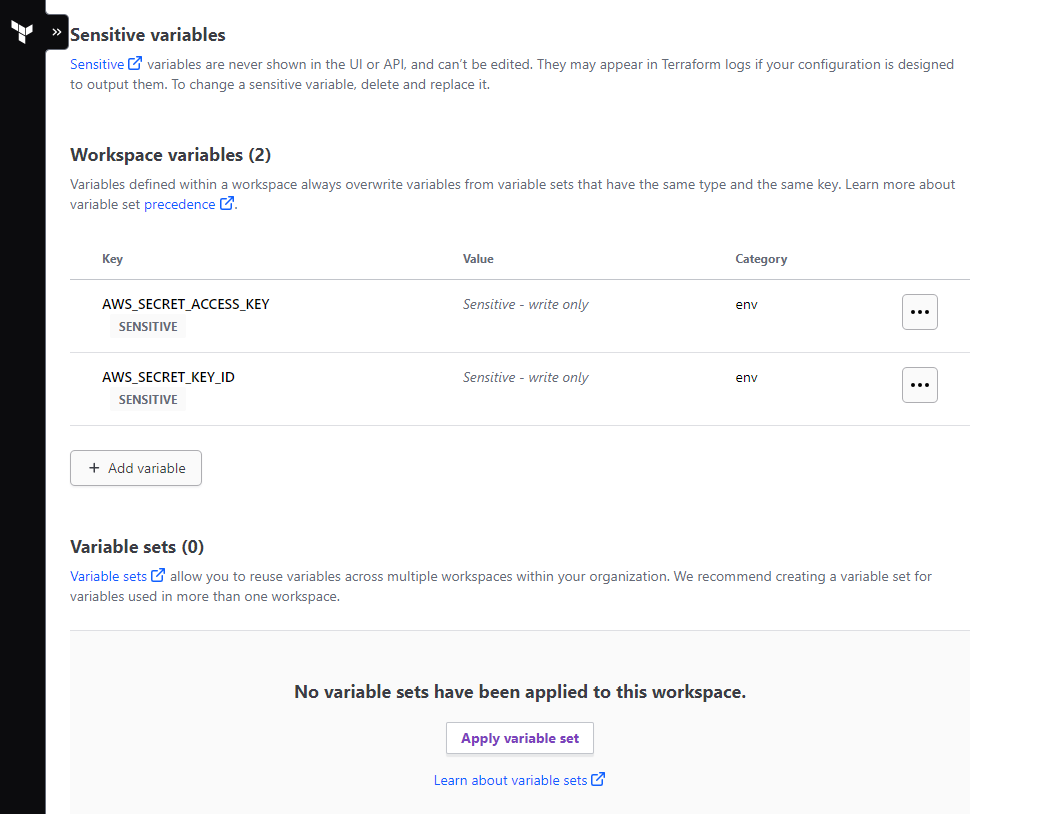 Sensitive variables
Sensitive variables are never shown in the UI or API, and can’t be edited. They may appear in Terraform logs if your configuration is designed
to output them. To change a sensitive variable, delete and replace it.
Workspace variables (2)
Variables defined within a workspace always overwrite variables from variable sets that have the same type and the same key. Learn more about
variable set precedence.
Key Value Category
AWS_SECRET_ACCESS_KEY Sensitive - write only env
SENSITIVE
AWS_SECRET_KEY_ID Sensitive - write only env
SENSITIVE
+ Add variable
Variable sets (0)
Variable sets allow you to reuse variables across multiple workspaces within your organization. We recommend creating a variable set for
variables used in more than one workspace.
No variable sets have been applied to this workspace.
Apply variable set
Learn about variable sets